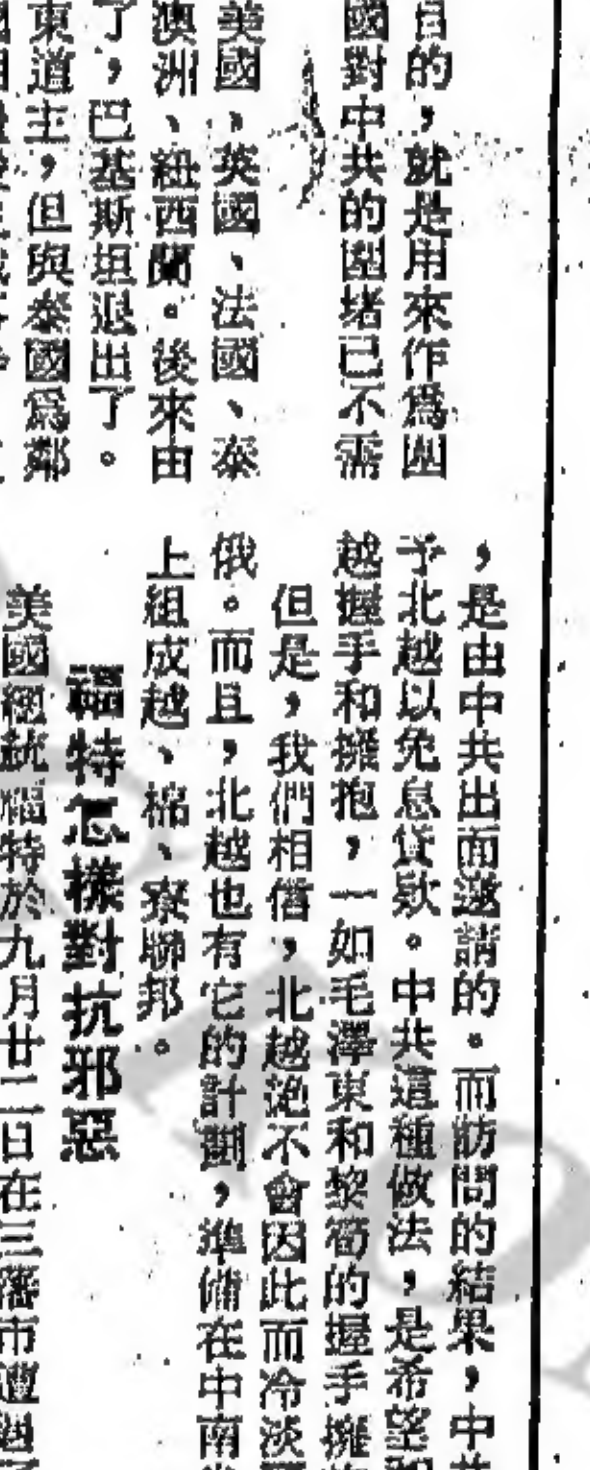 目的，就是用來作爲圍
國對中共的圍堵已不需
美國、英國、法國、泰
澳洲、紐西蘭。後來由
了，巴基斯坦退出了。
東道主，但與泰國爲鄰
，是由中共出面邀請的。而訪問的結果，中
予北越以免息貸款。中共這種做法，是希望
越握手和擁抱，一如毛澤東和黎筍的握手擁
但是，我們相信，北越絕不會因此而冷淡
俄。而且，北越也有它的計劃，準備在中南
上組成越、棉、寮聯邦。
福特怎樣對抗邪惡
美國總統福特於九月廿二日在三藩市遭遇